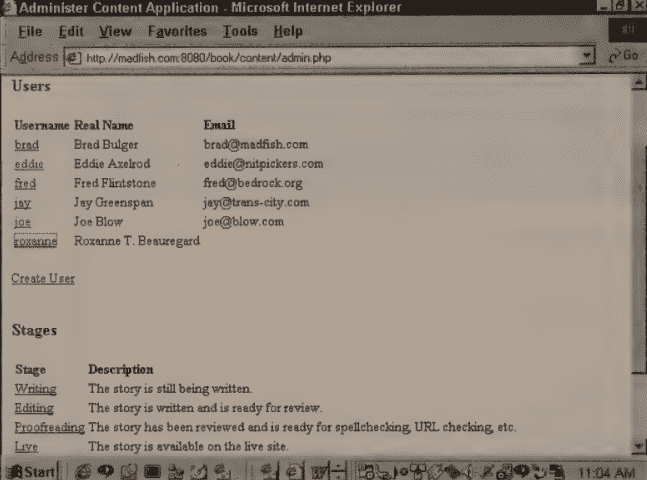 Administer Content Application - Microsoft Internet Explorer
File Edit View Favorites Tools Help
Address http://madfish.com:8080/book/content/admin.php Go
Users
Username Real Name Email
brad Brad Bulger brad@madfish.com
eddie Eddie Axelrod eddie@nitpickers.com
fred Fred Flintstone fred@bedrock.org
jay Jay Greenspan jay@trans-city.com
joe Joe Blow joe@blow.com
roxanne Roxanne T. Beauregard
Create User
Stages
Stage Description
Writing The story is still being written.
Editing The story is written and is ready for review.
Proofreading The story has been reviewed and is ready for spellchecking, URL checking, etc.
Live The story is available on the live site.
Start 11:04 AM